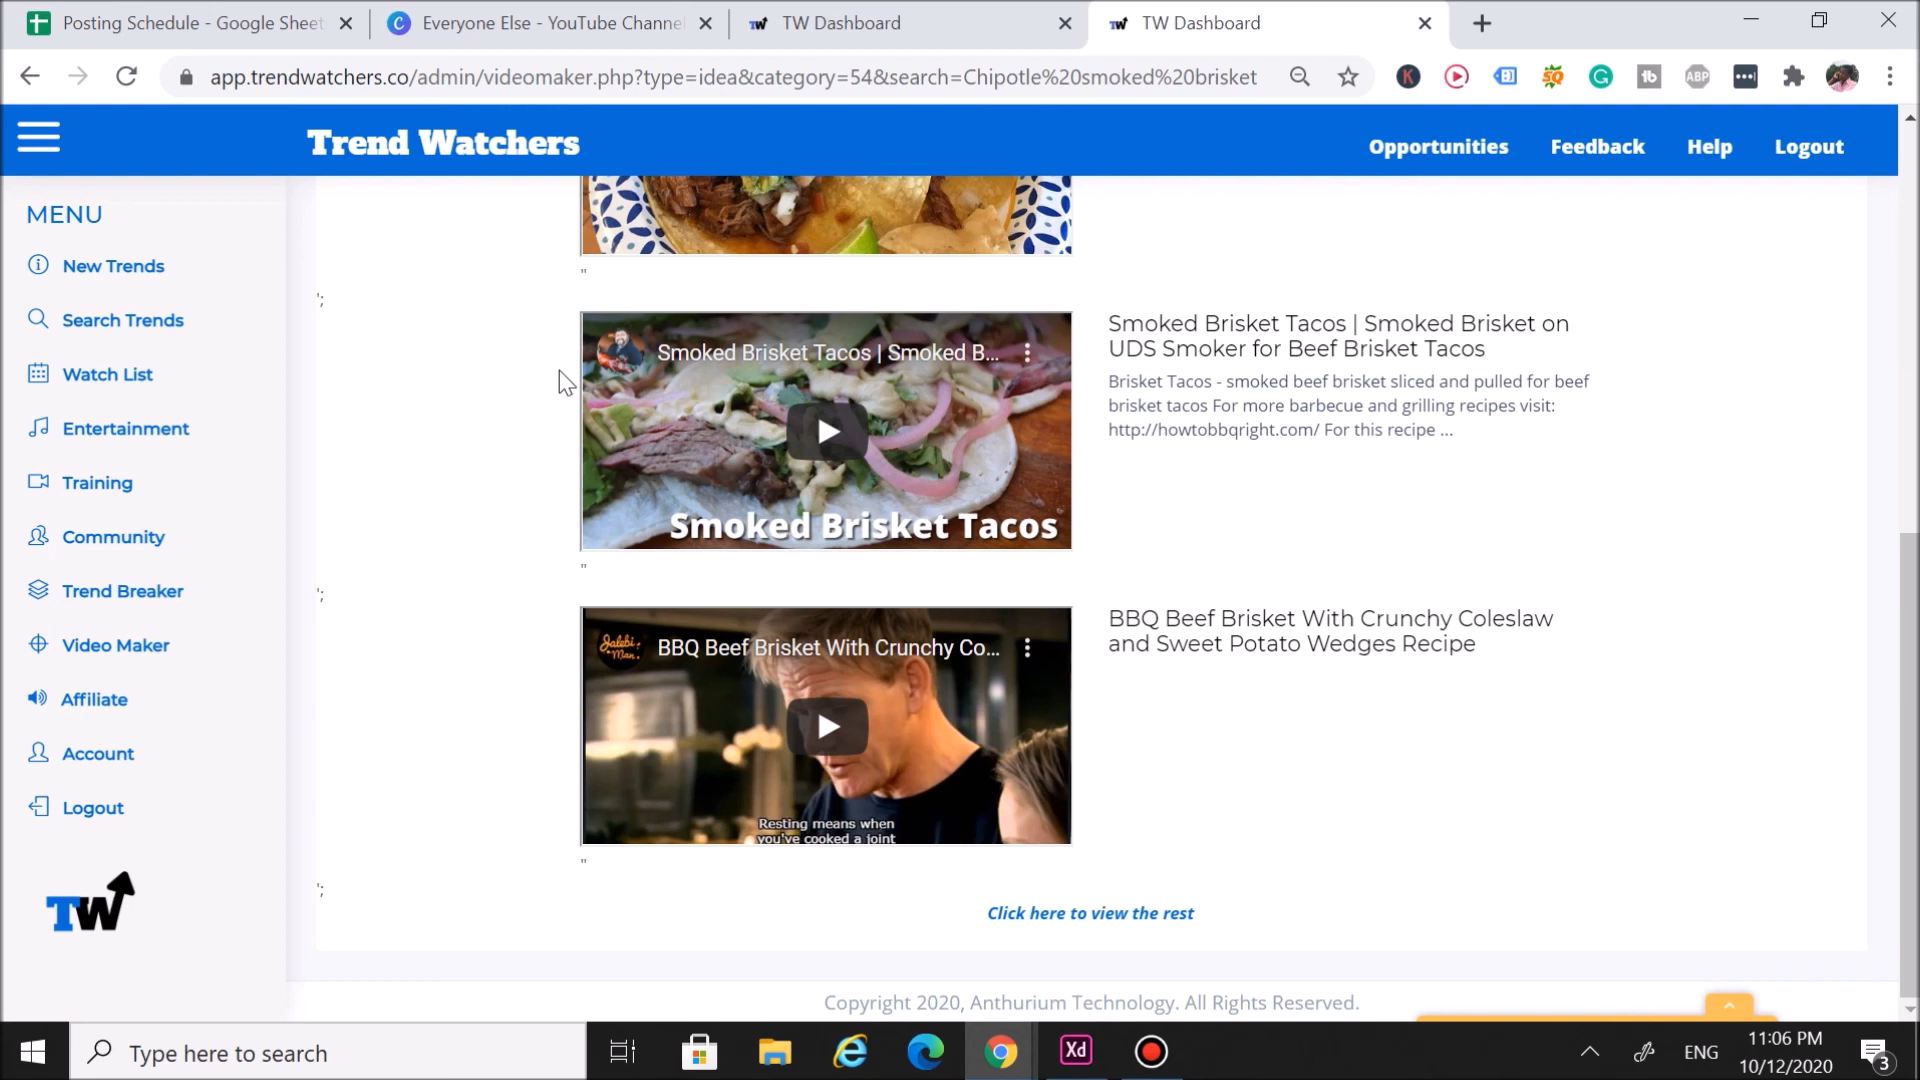 Posting Schedule - Google Sheet
Everyone Else - YouTube Channe
TW Dashboard
TW Dashboard
app.trendwatchers.co/admin/videomaker.php?type=idea&category=54&search=Chipotle%20smoked%20brisket
Trend Watchers
Opportunities
Feedback
Help
Logout
MENU
New Trends
Search Trends
Watch List
Entertainment
Training
Community
Trend Breaker
Video Maker
Affiliate
Account
Logout
TW
"
';
Smoked Brisket Tacos | Smoked B...
Smoked Brisket Tacos
Smoked Brisket Tacos | Smoked Brisket on
UDS Smoker for Beef Brisket Tacos
Brisket Tacos - smoked beef brisket sliced and pulled for beef
brisket tacos For more barbecue and grilling recipes visit:
http://howtobbqright.com/ For this recipe ...
"
';
Jalebi Man.
BBQ Beef Brisket With Crunchy Co...
Resting means when
you've cooked a joint
BBQ Beef Brisket With Crunchy Coleslaw
and Sweet Potato Wedges Recipe
"
';
Click here to view the rest
Copyright 2020, Anthurium Technology. All Rights Reserved.
Type here to search
Xd
ENG
11:06 PM
10/12/2020
3